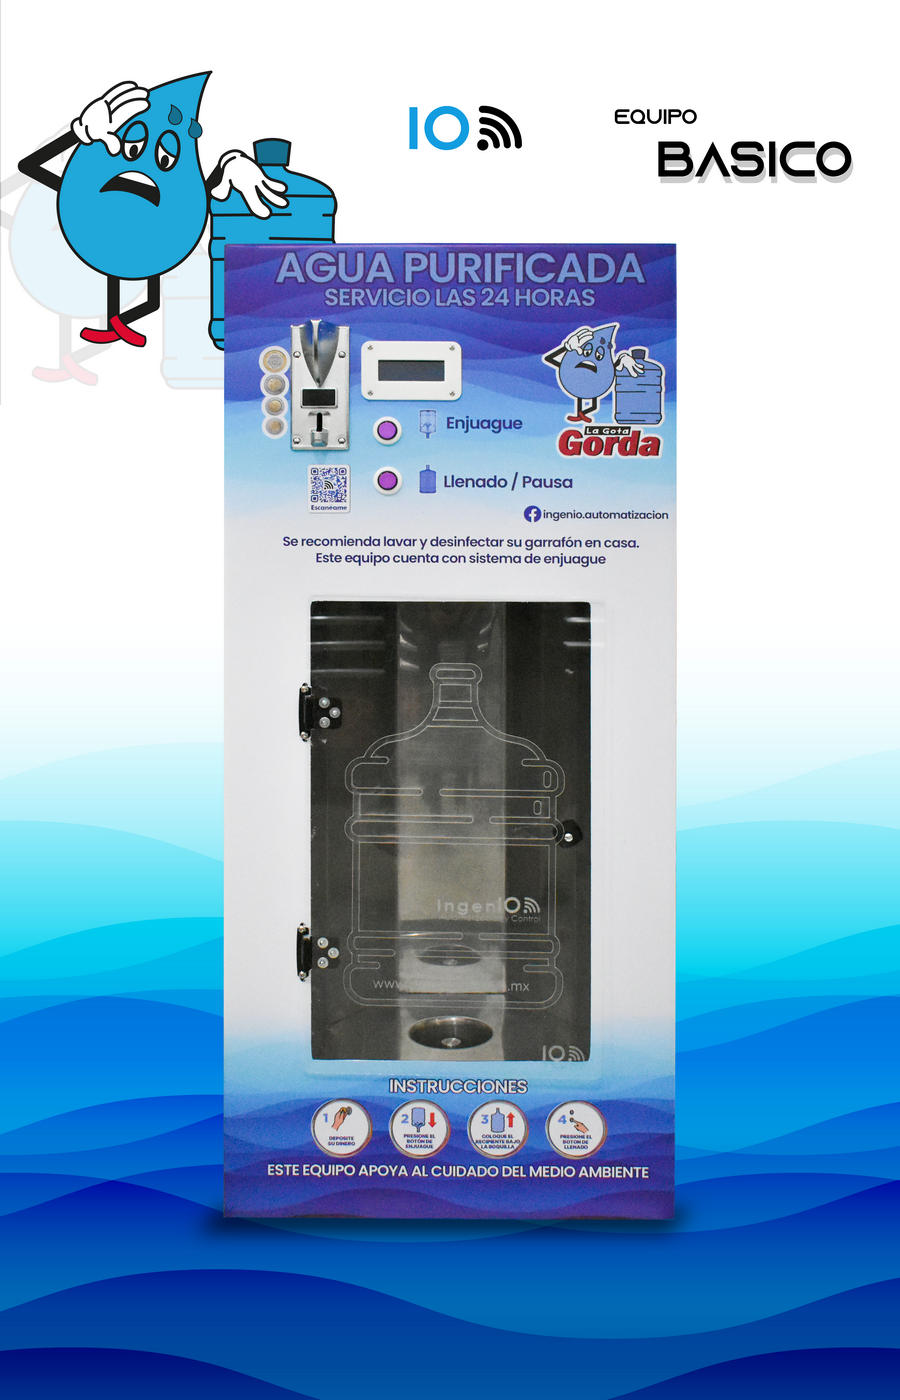 IO
EQUIPO
BASICO
AGUA PURIFICADA
SERVICIO LAS 24 HORAS
Enjuague
La Gota
Gorda
Llenado / Pausa
Escanéame
ingenio.automatizacion
Se recomienda lavar y desinfectar su garrafón en casa.
Este equipo cuenta con sistema de enjuague
IngenIO
y Control
www.
.mx
IO
INSTRUCCIONES
1
DEPOSITE
SU DINERO
2
PRESIONE EL
BOTÓN DE
ENJUAGUE
3
COLOQUE EL
RECIPIENTE BAJO
LA BOQUILLA
4
PRESIONE EL
BOTÓN DE
LLENADO
ESTE EQUIPO APOYA AL CUIDADO DEL MEDIO AMBIENTE